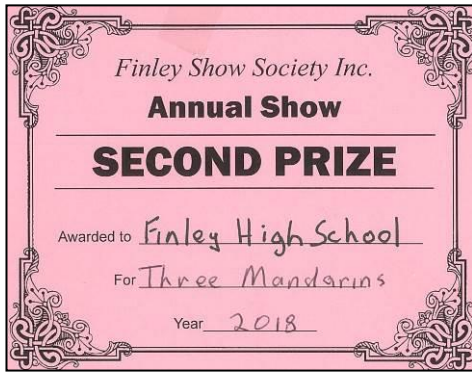 Finley Show Society Inc.
Annual Show
SECOND PRIZE
Awarded to Finley High School
For Three Mandarins
Year 2018